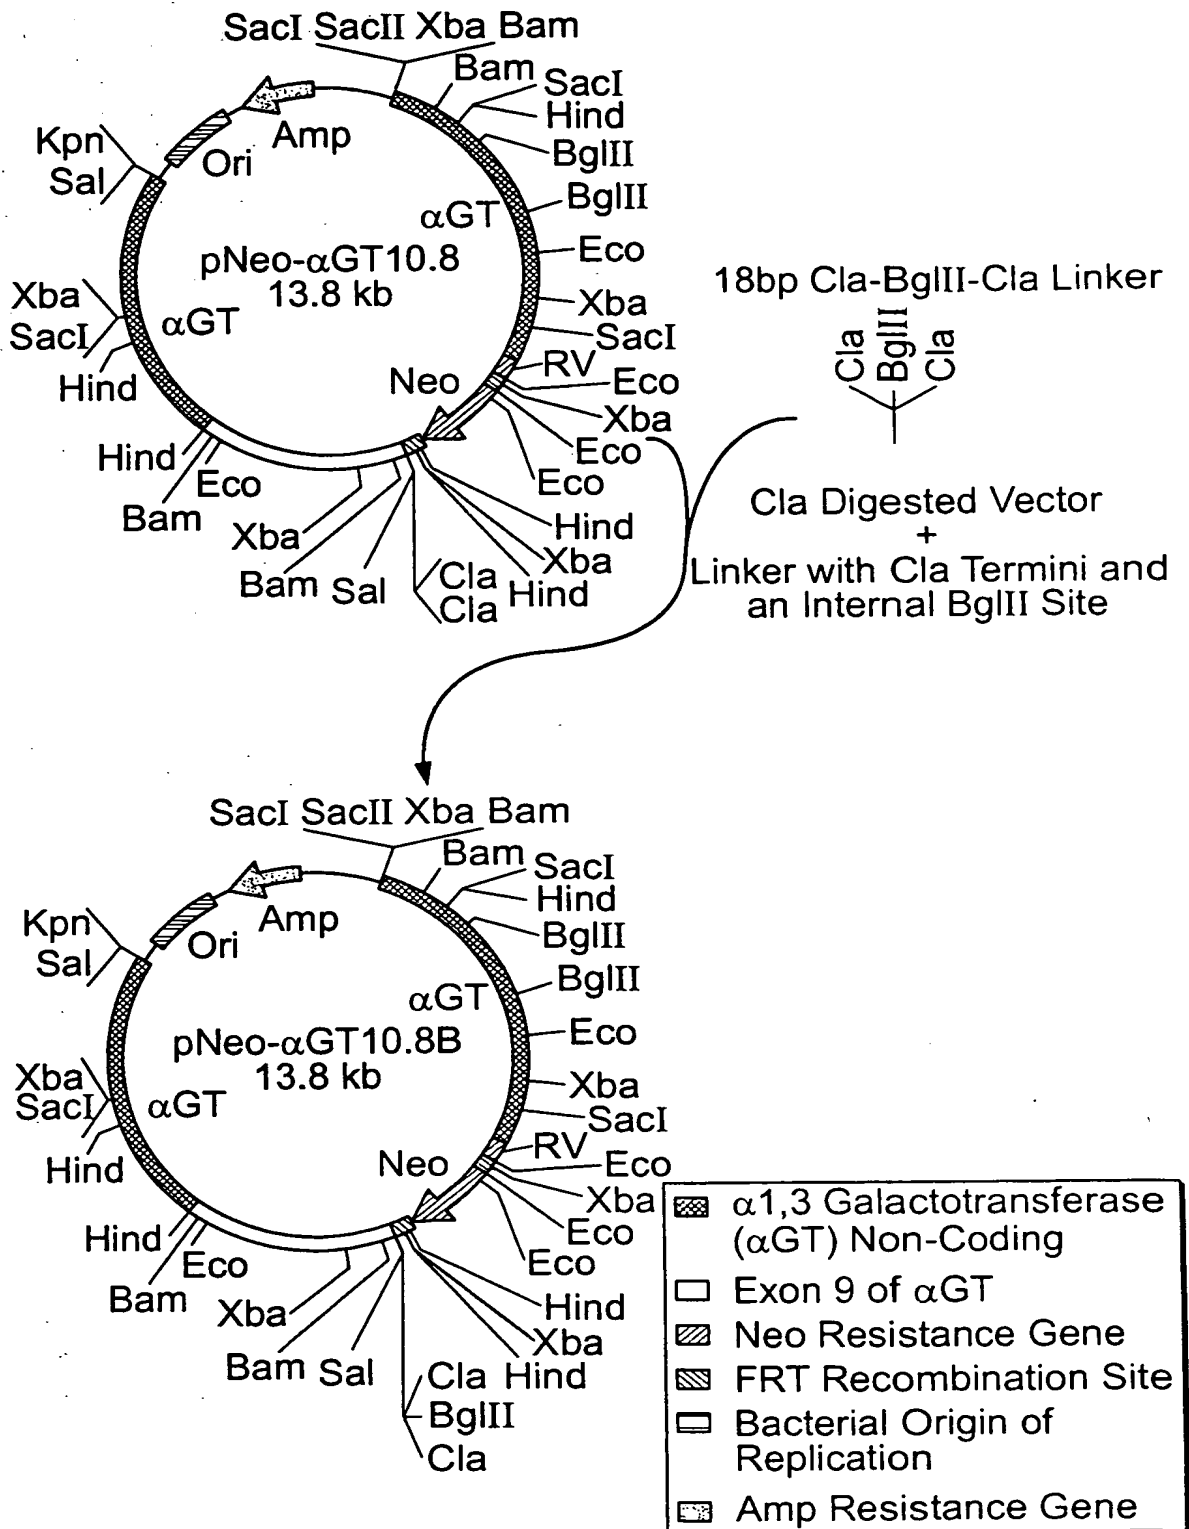 SacI SacII Xba Bam
Bam
SacI
Hind
BglII
BglII
Eco
Xba
SacI
RV
Eco
Xba
Eco
Eco
Hind
Xba
Hind
Cla
Cla
Sal
Bam
Xba
Eco
Bam
Hind
Hind
SacI
Xba
Sal
Kpn
Ori
Amp
αGT
αGT
Neo
pNeo-αGT10.8
13.8 kb
18bp Cla-BglII-Cla Linker
Cla
BglII
Cla
Cla Digested Vector
+
Linker with Cla Termini and
an Internal BglII Site
SacI SacII Xba Bam
Bam
SacI
Hind
BglII
BglII
Eco
Xba
SacI
RV
Eco
Xba
Eco
Eco
Hind
Xba
Hind
Cla
BglII
Cla
Sal
Bam
Xba
Eco
Bam
Hind
Hind
SacI
Xba
Sal
Kpn
Ori
Amp
αGT
αGT
Neo
pNeo-αGT10.8B
13.8 kb
α1,3 Galactotransferase
(αGT) Non-Coding
Exon 9 of αGT
Neo Resistance Gene
FRT Recombination Site
Bacterial Origin of
Replication
Amp Resistance Gene